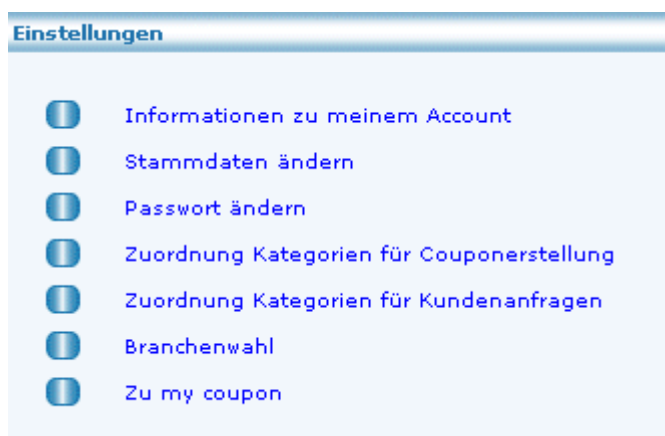 Einstellungen
Informationen zu meinem Account
Stammdaten ändern
Passwort ändern
Zuordnung Kategorien für Couponerstellung
Zuordnung Kategorien für Kundenanfragen
Branchenwahl
Zu my coupon